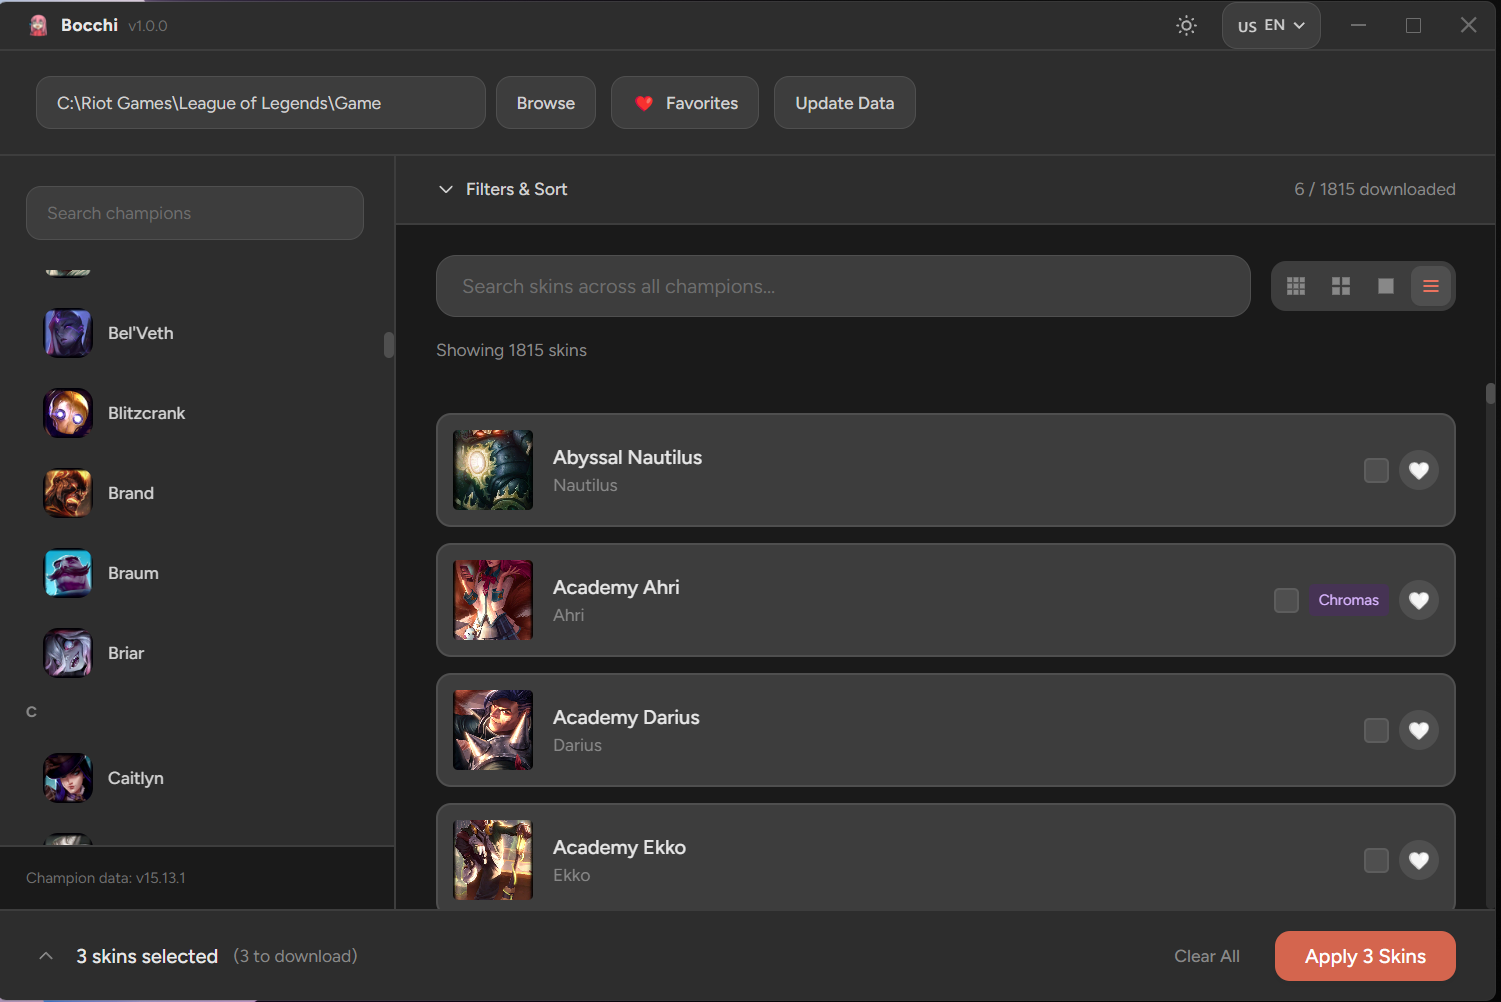 Bocchi v1.0.0
US EN
C:\Riot Games\League of Legends\Game
Browse
Favorites
Update Data
Search champions
Bel'Veth
Blitzcrank
Brand
Braum
Briar
C
Caitlyn
Champion data: v15.13.1
Filters & Sort
6 / 1815 downloaded
Search skins across all champions...
Showing 1815 skins
Abyssal Nautilus
Nautilus
Academy Ahri
Ahri
Chromas
Academy Darius
Darius
Academy Ekko
Ekko
3 skins selected (3 to download)
Clear All
Apply 3 Skins